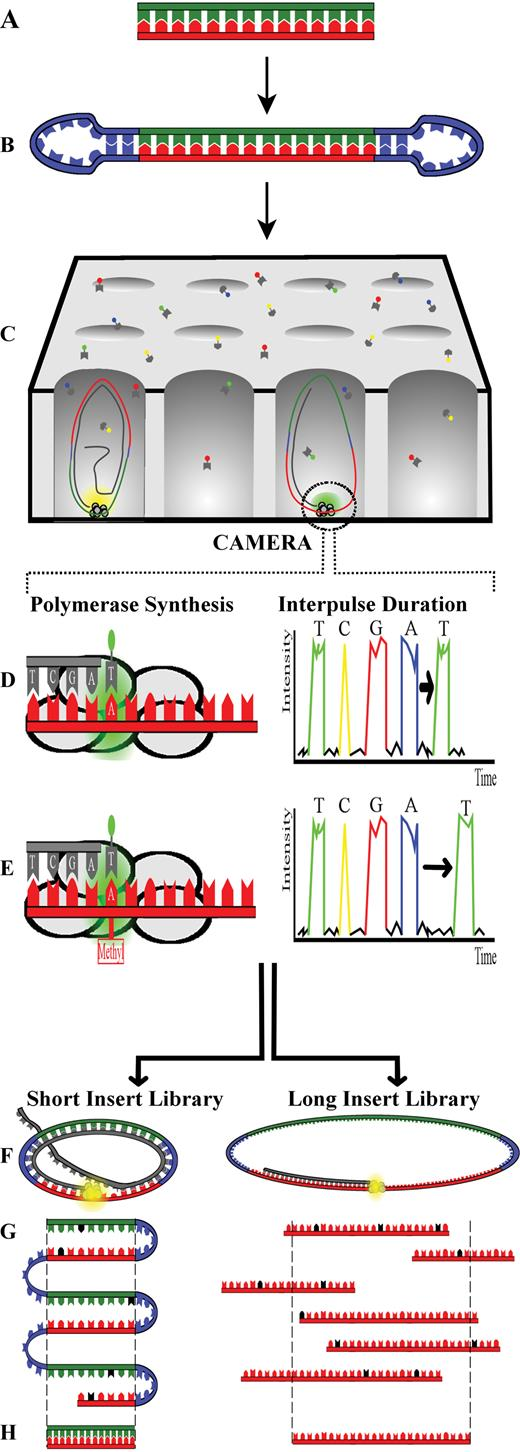 A
B
C
CAMERA
Polymerase Synthesis
Interpulse Duration
D
T C G A T
A
Intensity
T C G A T
Time
E
T C G A T
A
Methyl
Intensity
T C G A T
Time
Short Insert Library
Long Insert Library
F
G
H